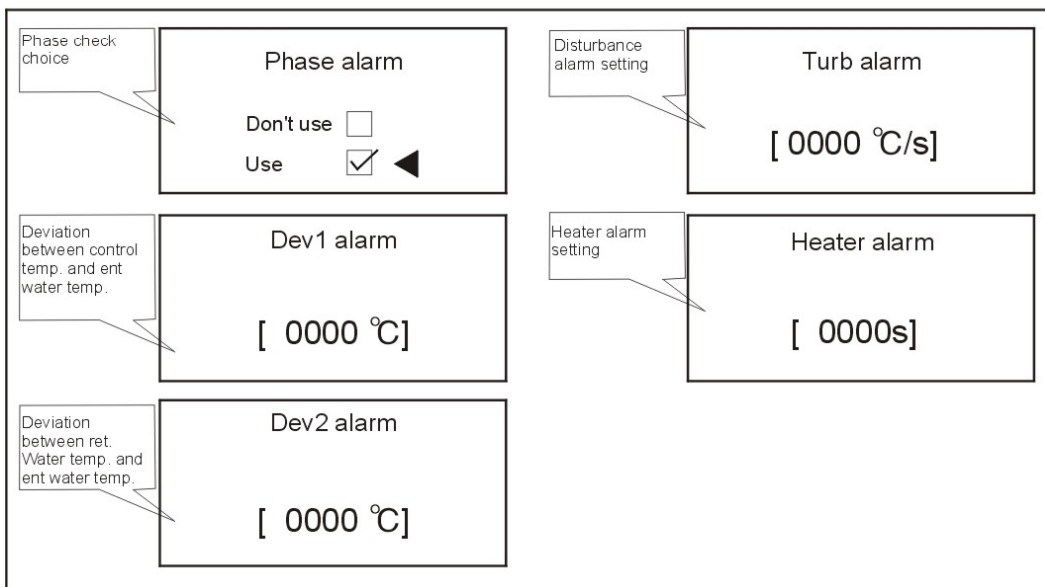 Phase check
choice
Phase alarm
Don't use
Use
Deviation
between control
temp. and ent
water temp.
Dev1 alarm
[ 0000 ℃]
Deviation
between ret.
Water temp. and
ent water temp.
Dev2 alarm
[ 0000 ℃]
Disturbance
alarm setting
Turb alarm
[ 0000 ℃/s]
Heater alarm
setting
Heater alarm
[ 0000s]